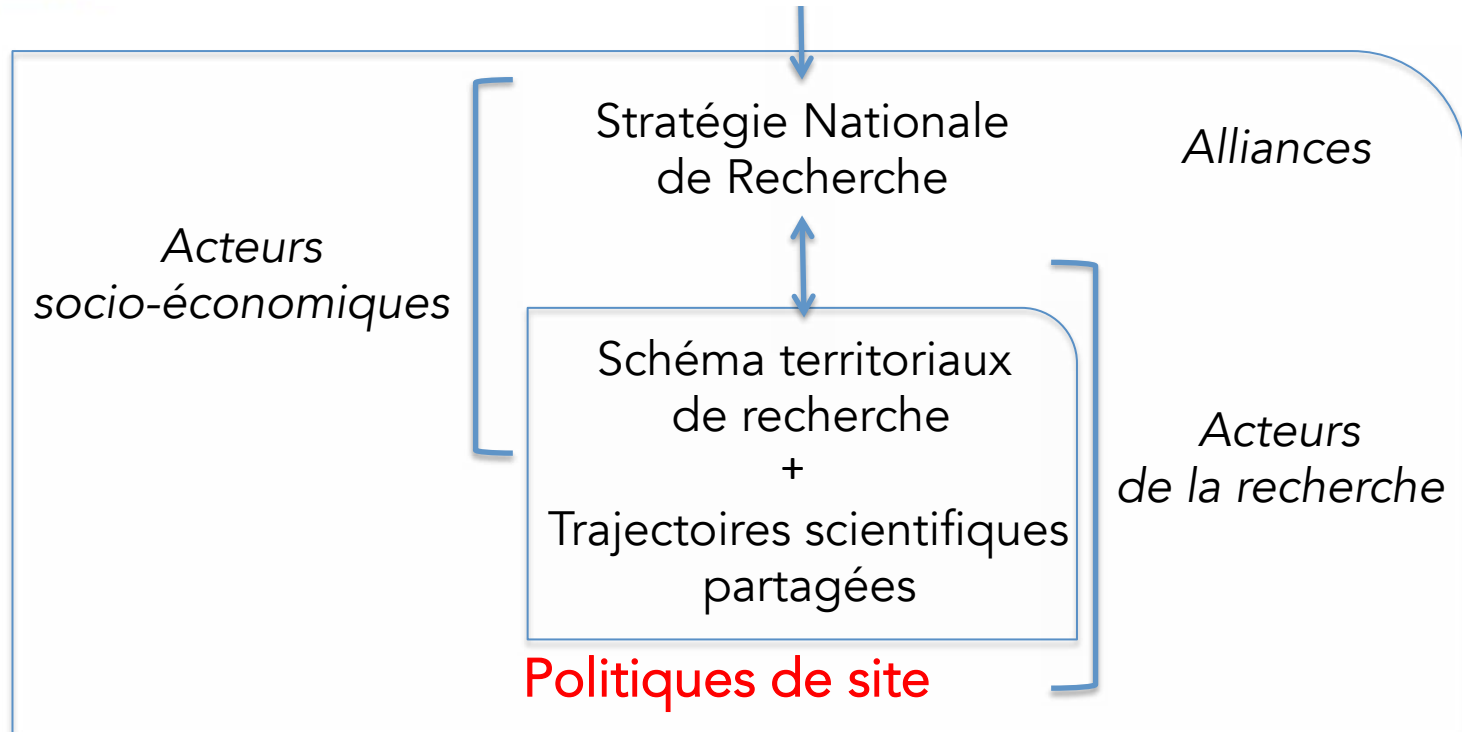 Stratégie Nationale
de Recherche
Alliances
Acteurs
socio-économiques
Schéma territoriaux
de recherche
+
Trajectoires scientifiques
partagées
Acteurs
de la recherche
Politiques de site